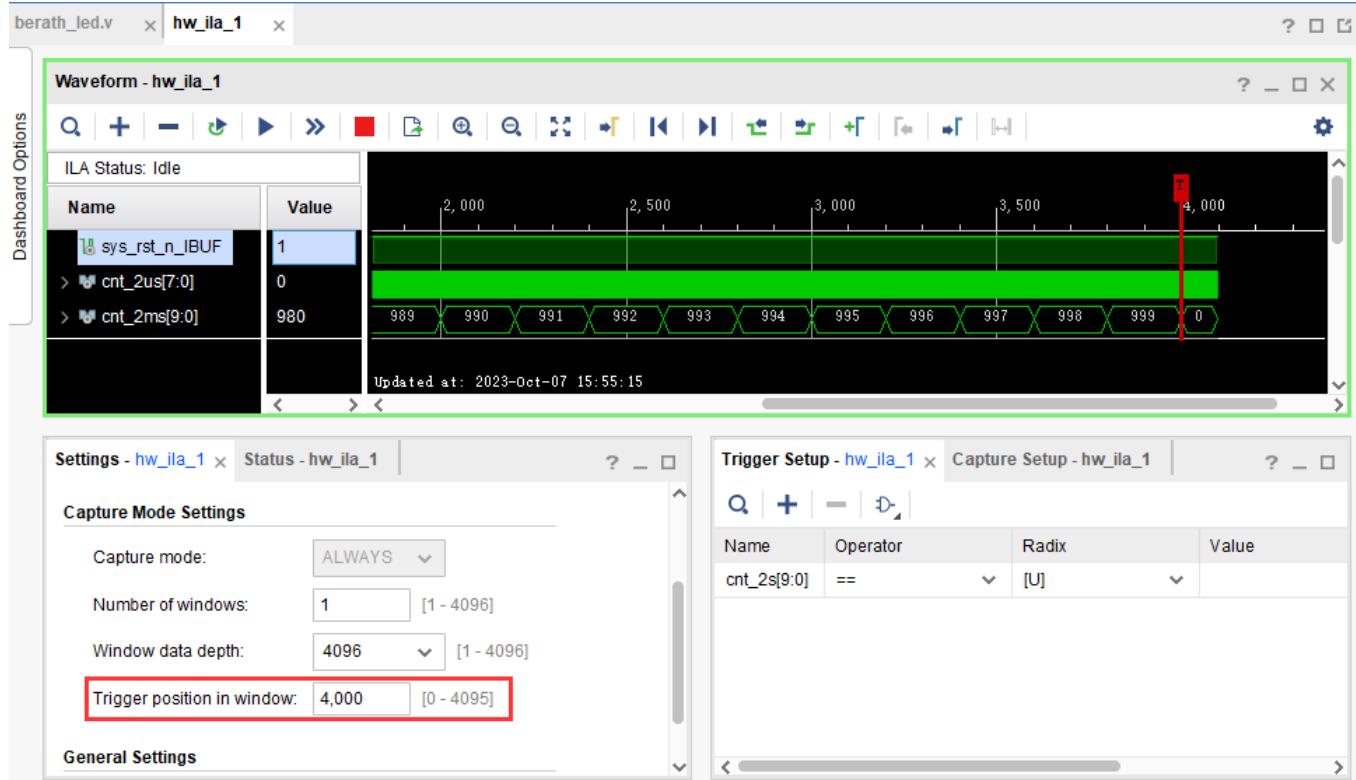 berath_led.v × hw_ila_1 ×
Dashboard Options
Waveform - hw_ila_1
ILA Status: Idle
Name Value
sys_rst_n_IBUF 1
cnt_2us[7:0] 0
cnt_2ms[9:0] 980
2,000 2,500 3,000 3,500 4,000
T
989 990 991 992 993 994 995 996 997 998 999 0
Updated at: 2023-Oct-07 15:55:15
Settings - hw_ila_1 × Status - hw_ila_1
Capture Mode Settings
Capture mode: ALWAYS
Number of windows: 1 [1 - 4096]
Window data depth: 4096 [1 - 4096]
Trigger position in window: 4,000 [0 - 4095]
General Settings
Trigger Setup - hw_ila_1 × Capture Setup - hw_ila_1
Name Operator Radix Value
cnt_2s[9:0] == [U]